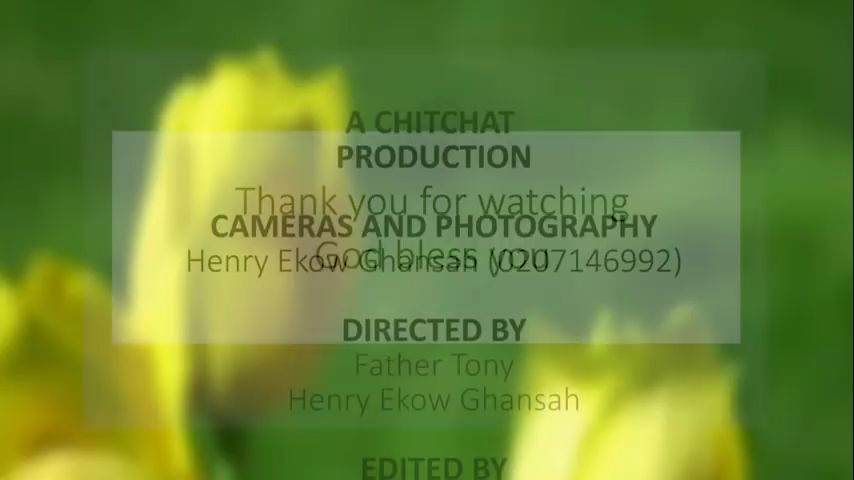 A CHITCHAT
PRODUCTION
Thank you for watching
CAMERAS AND PHOTOGRAPHY
Henry Ekow Ghansah (0207146992)
God bless you
DIRECTED BY
Father Tony
Henry Ekow Ghansah
EDITED BY